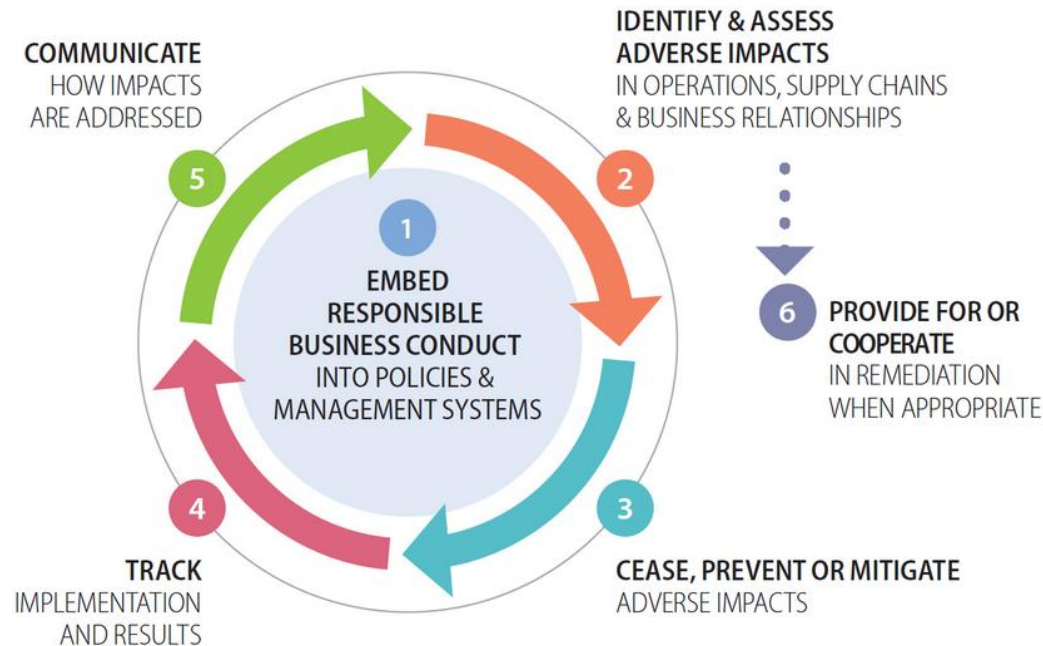 1
EMBED
RESPONSIBLE
BUSINESS CONDUCT
INTO POLICIES &
MANAGEMENT SYSTEMS
2
IDENTIFY & ASSESS
ADVERSE IMPACTS
IN OPERATIONS, SUPPLY CHAINS
& BUSINESS RELATIONSHIPS
3
CEASE, PREVENT OR MITIGATE
ADVERSE IMPACTS
4
TRACK
IMPLEMENTATION
AND RESULTS
5
COMMUNICATE
HOW IMPACTS
ARE ADDRESSED
6
PROVIDE FOR OR
COOPERATE
IN REMEDIATION
WHEN APPROPRIATE